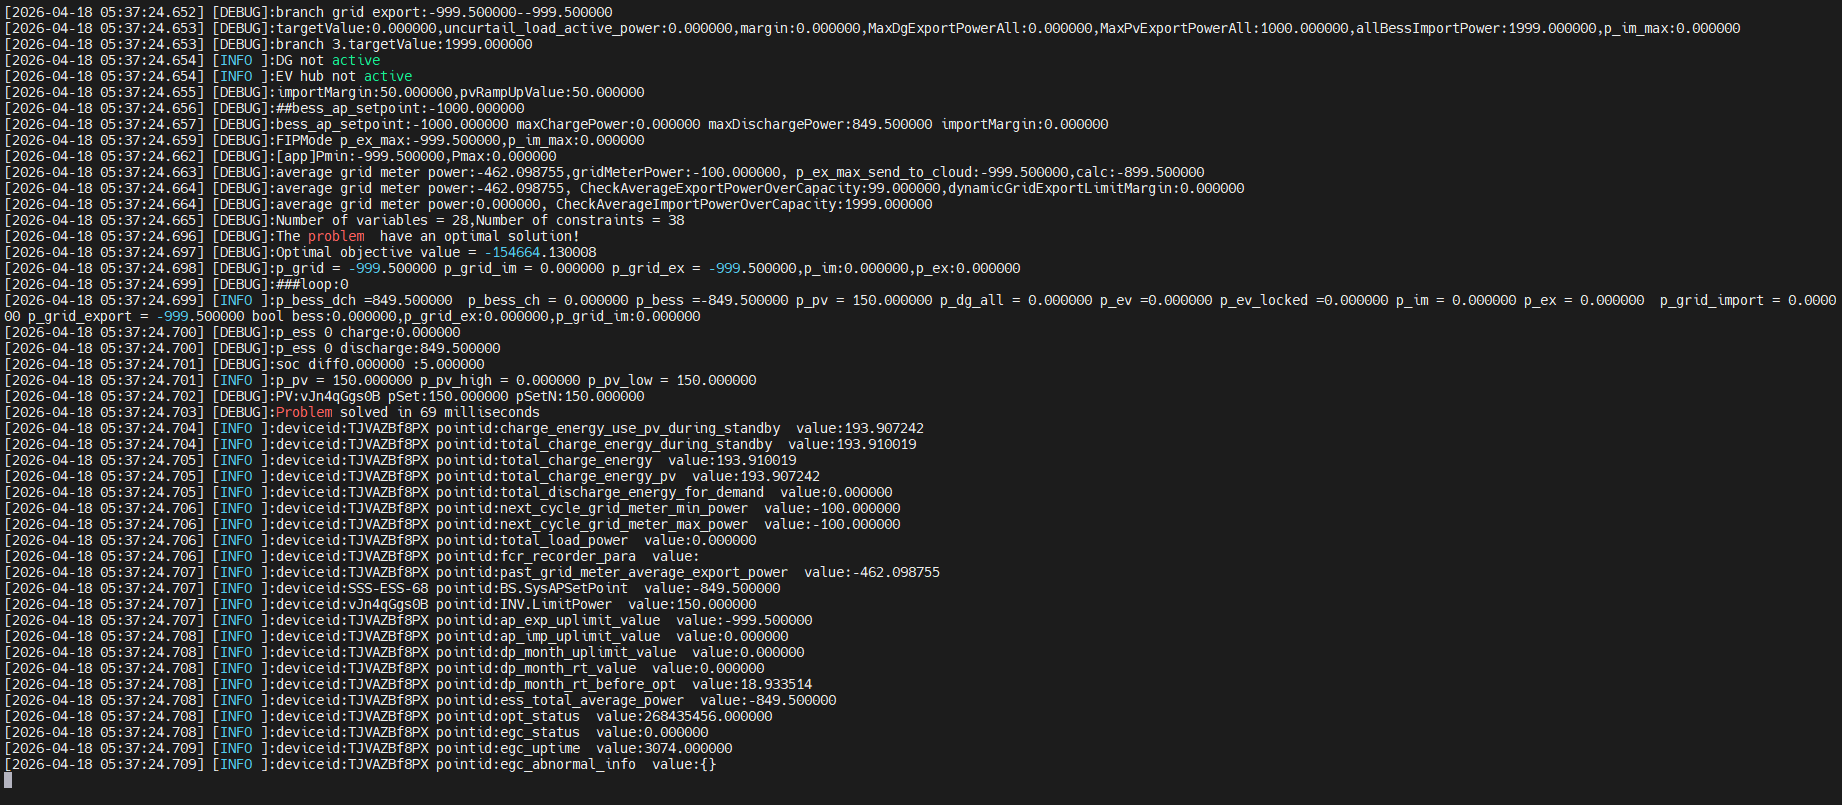 [2026-04-18 05:37:24.652] [DEBUG]:branch grid export:-999.500000--999.500000
[2026-04-18 05:37:24.653] [DEBUG]:targetValue:0.000000,uncurtail_load_active_power:0.000000,margin:0.000000,MaxDgExportPowerAll:0.000000,MaxPvExportPowerAll:1000.000000,allBessImportPower:1999.000000,p_im_max:0.000000
[2026-04-18 05:37:24.653] [DEBUG]:branch 3.targetValue:1999.000000
[2026-04-18 05:37:24.654] [INFO ]:DG not active
[2026-04-18 05:37:24.654] [INFO ]:EV hub not active
[2026-04-18 05:37:24.655] [DEBUG]:importMargin:50.000000,pvRampUpValue:50.000000
[2026-04-18 05:37:24.656] [DEBUG]:##bess_ap_setpoint:-1000.000000
[2026-04-18 05:37:24.657] [DEBUG]:bess_ap_setpoint:-1000.000000 maxChargePower:0.000000 maxDischargePower:849.500000 importMargin:0.000000
[2026-04-18 05:37:24.659] [DEBUG]:FIPMode p_ex_max:-999.500000,p_im_max:0.000000
[2026-04-18 05:37:24.662] [DEBUG]:[app]Pmin:-999.500000,Pmax:0.000000
[2026-04-18 05:37:24.663] [DEBUG]:average grid meter power:-462.098755,gridMeterPower:-100.000000, p_ex_max_send_to_cloud:-999.500000,calc:-899.500000
[2026-04-18 05:37:24.664] [DEBUG]:average grid meter power:-462.098755, CheckAverageExportPowerOverCapacity:99.000000,dynamicGridExportLimitMargin:0.000000
[2026-04-18 05:37:24.664] [DEBUG]:average grid meter power:0.000000, CheckAverageImportPowerOverCapacity:1999.000000
[2026-04-18 05:37:24.665] [DEBUG]:Number of variables = 28,Number of constraints = 38
[2026-04-18 05:37:24.696] [DEBUG]:The problem  have an optimal solution!
[2026-04-18 05:37:24.697] [DEBUG]:Optimal objective value = -154664.130008
[2026-04-18 05:37:24.698] [DEBUG]:p_grid = -999.500000 p_grid_im = 0.000000 p_grid_ex = -999.500000,p_im:0.000000,p_ex:0.000000
[2026-04-18 05:37:24.699] [DEBUG]:###loop:0
[2026-04-18 05:37:24.699] [INFO ]:p_bess_dch =849.500000  p_bess_ch = 0.000000 p_bess =-849.500000 p_pv = 150.000000 p_dg_all = 0.000000 p_ev =0.000000 p_ev_locked =0.000000 p_im = 0.000000 p_ex = 0.000000  p_grid_import = 0.0000
00 p_grid_export = -999.500000 bool bess:0.000000,p_grid_ex:0.000000,p_grid_im:0.000000
[2026-04-18 05:37:24.700] [DEBUG]:p_ess 0 charge:0.000000
[2026-04-18 05:37:24.700] [DEBUG]:p_ess 0 discharge:849.500000
[2026-04-18 05:37:24.701] [DEBUG]:soc diff0.000000 :5.000000
[2026-04-18 05:37:24.701] [INFO ]:p_pv = 150.000000 p_pv_high = 0.000000 p_pv_low = 150.000000
[2026-04-18 05:37:24.702] [DEBUG]:PV:vJn4qGgs0B pSet:150.000000 pSetN:150.000000
[2026-04-18 05:37:24.703] [DEBUG]:Problem solved in 69 milliseconds
[2026-04-18 05:37:24.704] [INFO ]:deviceid:TJVAZBf8PX pointid:charge_energy_use_pv_during_standby  value:193.907242
[2026-04-18 05:37:24.704] [INFO ]:deviceid:TJVAZBf8PX pointid:total_charge_energy_during_standby  value:193.910019
[2026-04-18 05:37:24.705] [INFO ]:deviceid:TJVAZBf8PX pointid:total_charge_energy  value:193.910019
[2026-04-18 05:37:24.705] [INFO ]:deviceid:TJVAZBf8PX pointid:total_charge_energy_pv  value:193.907242
[2026-04-18 05:37:24.705] [INFO ]:deviceid:TJVAZBf8PX pointid:total_discharge_energy_for_demand  value:0.000000
[2026-04-18 05:37:24.706] [INFO ]:deviceid:TJVAZBf8PX pointid:next_cycle_grid_meter_min_power  value:-100.000000
[2026-04-18 05:37:24.706] [INFO ]:deviceid:TJVAZBf8PX pointid:next_cycle_grid_meter_max_power  value:-100.000000
[2026-04-18 05:37:24.706] [INFO ]:deviceid:TJVAZBf8PX pointid:total_load_power  value:0.000000
[2026-04-18 05:37:24.706] [INFO ]:deviceid:TJVAZBf8PX pointid:fcr_recorder_para  value:
[2026-04-18 05:37:24.707] [INFO ]:deviceid:TJVAZBf8PX pointid:past_grid_meter_average_export_power  value:-462.098755
[2026-04-18 05:37:24.707] [INFO ]:deviceid:SSS-ESS-68 pointid:BS.SysAPSetPoint  value:-849.500000
[2026-04-18 05:37:24.707] [INFO ]:deviceid:vJn4qGgs0B pointid:INV.LimitPower  value:150.000000
[2026-04-18 05:37:24.707] [INFO ]:deviceid:TJVAZBf8PX pointid:ap_exp_uplimit_value  value:-999.500000
[2026-04-18 05:37:24.708] [INFO ]:deviceid:TJVAZBf8PX pointid:ap_imp_uplimit_value  value:0.000000
[2026-04-18 05:37:24.708] [INFO ]:deviceid:TJVAZBf8PX pointid:dp_month_uplimit_value  value:0.000000
[2026-04-18 05:37:24.708] [INFO ]:deviceid:TJVAZBf8PX pointid:dp_month_rt_value  value:0.000000
[2026-04-18 05:37:24.708] [INFO ]:deviceid:TJVAZBf8PX pointid:dp_month_rt_before_opt  value:18.933514
[2026-04-18 05:37:24.708] [INFO ]:deviceid:TJVAZBf8PX pointid:ess_total_average_power  value:-849.500000
[2026-04-18 05:37:24.708] [INFO ]:deviceid:TJVAZBf8PX pointid:opt_status  value:268435456.000000
[2026-04-18 05:37:24.708] [INFO ]:deviceid:TJVAZBf8PX pointid:egc_status  value:0.000000
[2026-04-18 05:37:24.709] [INFO ]:deviceid:TJVAZBf8PX pointid:egc_uptime  value:3074.000000
[2026-04-18 05:37:24.709] [INFO ]:deviceid:TJVAZBf8PX pointid:egc_abnormal_info  value:{}